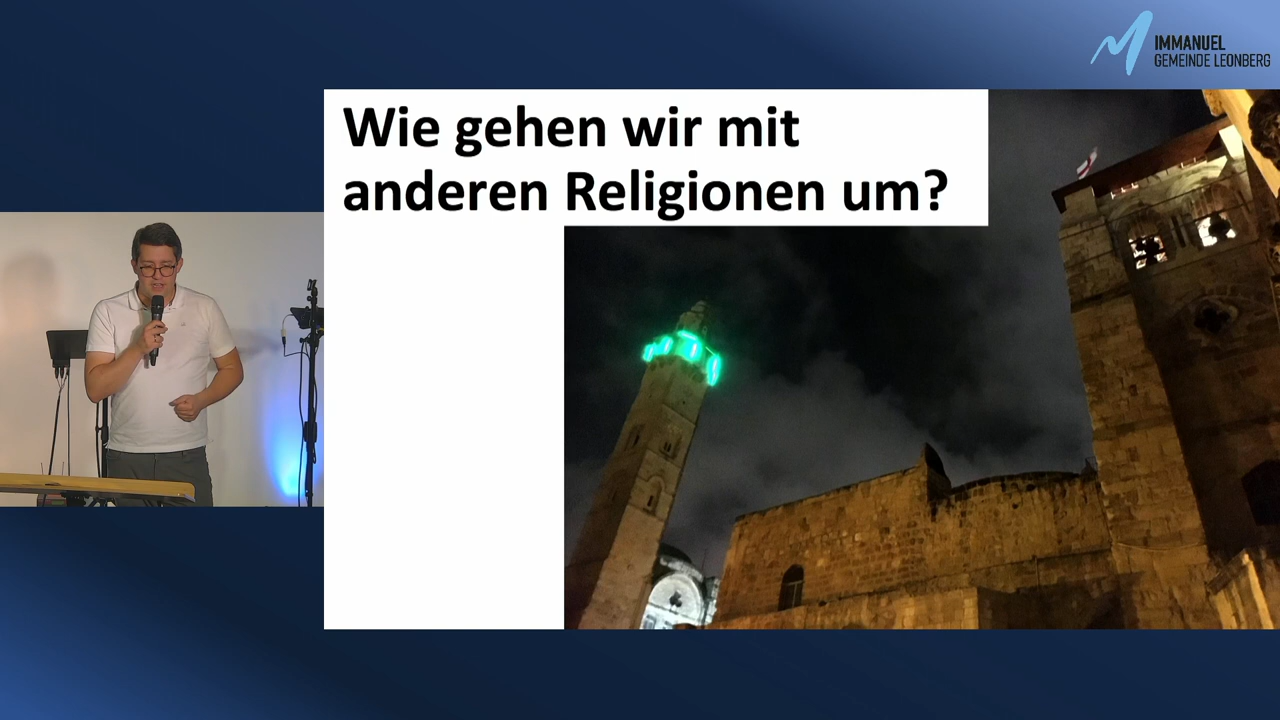 IMMANUEL
GEMEINDE LEONBERG
Wie gehen wir mit
anderen Religionen um?